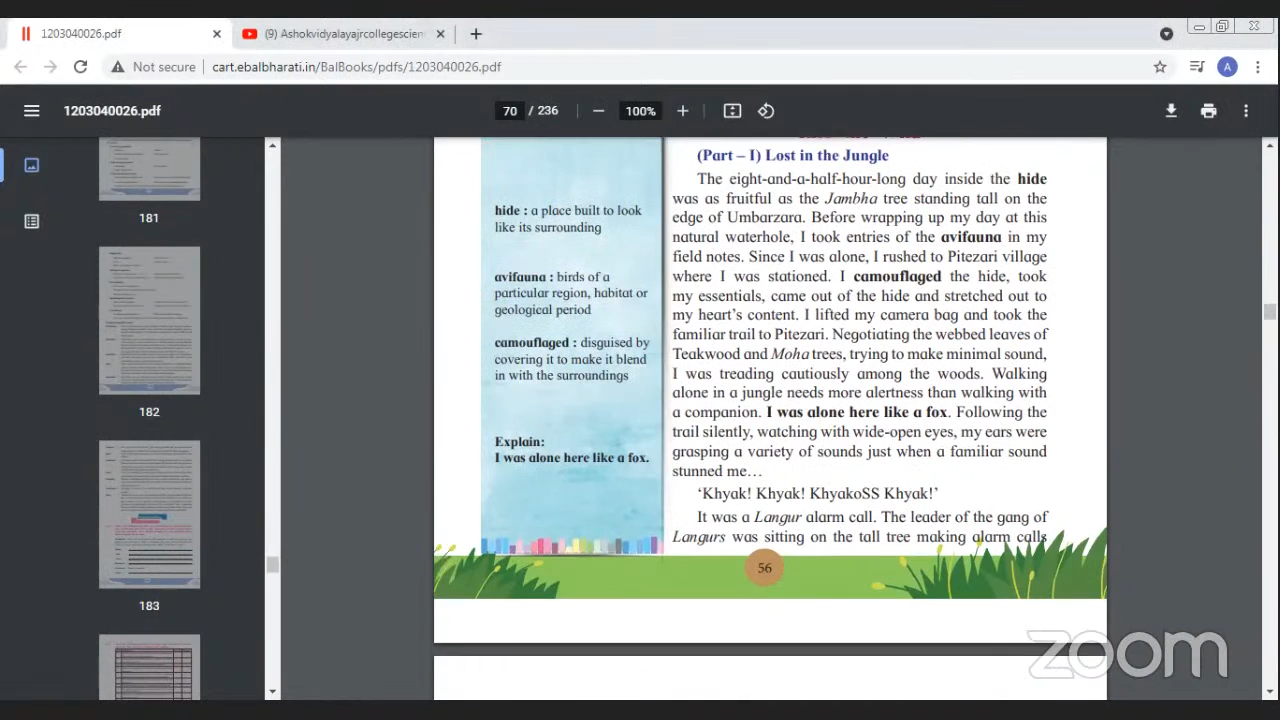 1203040026.pdf
(9) Ashokvidyalayajrcollegescien
Not secure
cart.ebalbharati.in/BalBooks/pdfs/1203040026.pdf
A
1203040026.pdf
70 / 236
100%
181
182
183
(Part – I) Lost in the Jungle
The eight-and-a-half-hour-long day inside the hide
was as fruitful as the Jambha tree standing tall on the
edge of Umbarzara. Before wrapping up my day at this
natural waterhole, I took entries of the avifauna in my
field notes. Since I was alone, I rushed to Pitezari village
where I was stationed. I camouflaged the hide, took
my essentials, came out of the hide and stretched out to
my heart's content. I lifted my camera bag and took the
familiar trail to Pitezari. Negotiating the webbed leaves of
Teakwood and Moha trees, trying to make minimal sound,
I was treading cautiously among the woods. Walking
alone in a jungle needs more alertness than walking with
a companion. I was alone here like a fox. Following the
trail silently, watching with wide-open eyes, my ears were
grasping a variety of sounds just when a familiar sound
stunned me…
'Khyak! Khyak! KhyakoSS Khyak!'
It was a Langur alarm call. The leader of the gang of
Langurs was sitting on the tall tree making alarm calls
hide : a place built to look
like its surrounding
avifauna : birds of a
particular region, habitat or
geological period
camouflaged : disguised by
covering it to make it blend
in with the surroundings
Explain:
I was alone here like a fox.
56
zoom